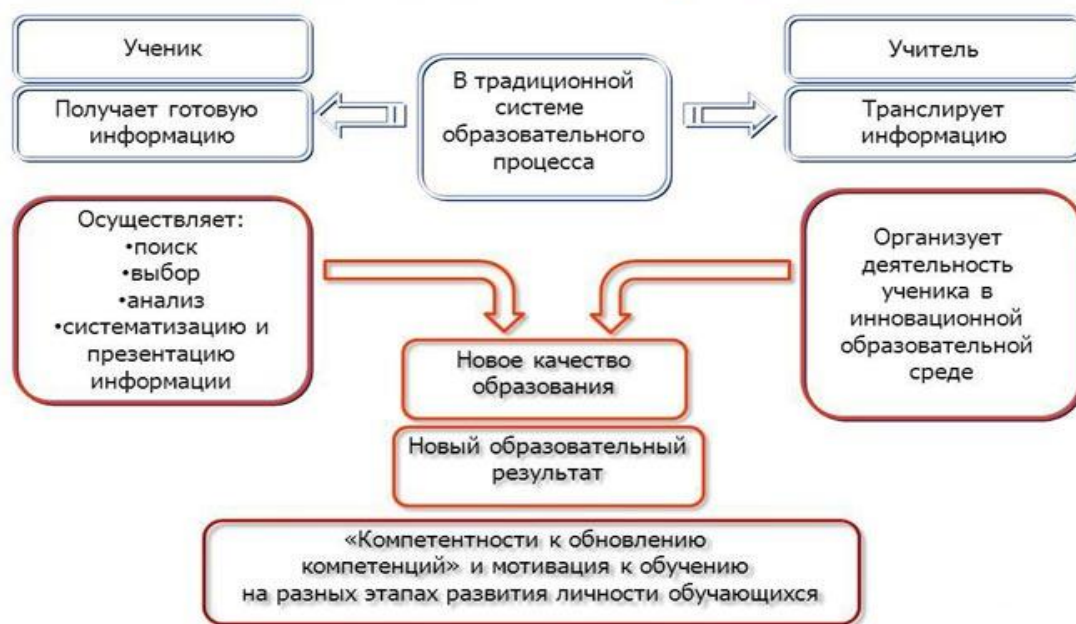 Ученик
Получает готовую
информацию
В традиционной
системе
образовательного
процесса
Учитель
Транслирует
информацию
Осуществляет:
•поиск
•выбор
•анализ
•систематизацию и
презентацию
информации
Организует
деятельность
ученика в
инновационной
образовательной
среде
Новое качество
образования
Новый образовательный
результат
«Компетентности к обновлению
компетенций» и мотивация к обучению
на разных этапах развития личности обучающихся